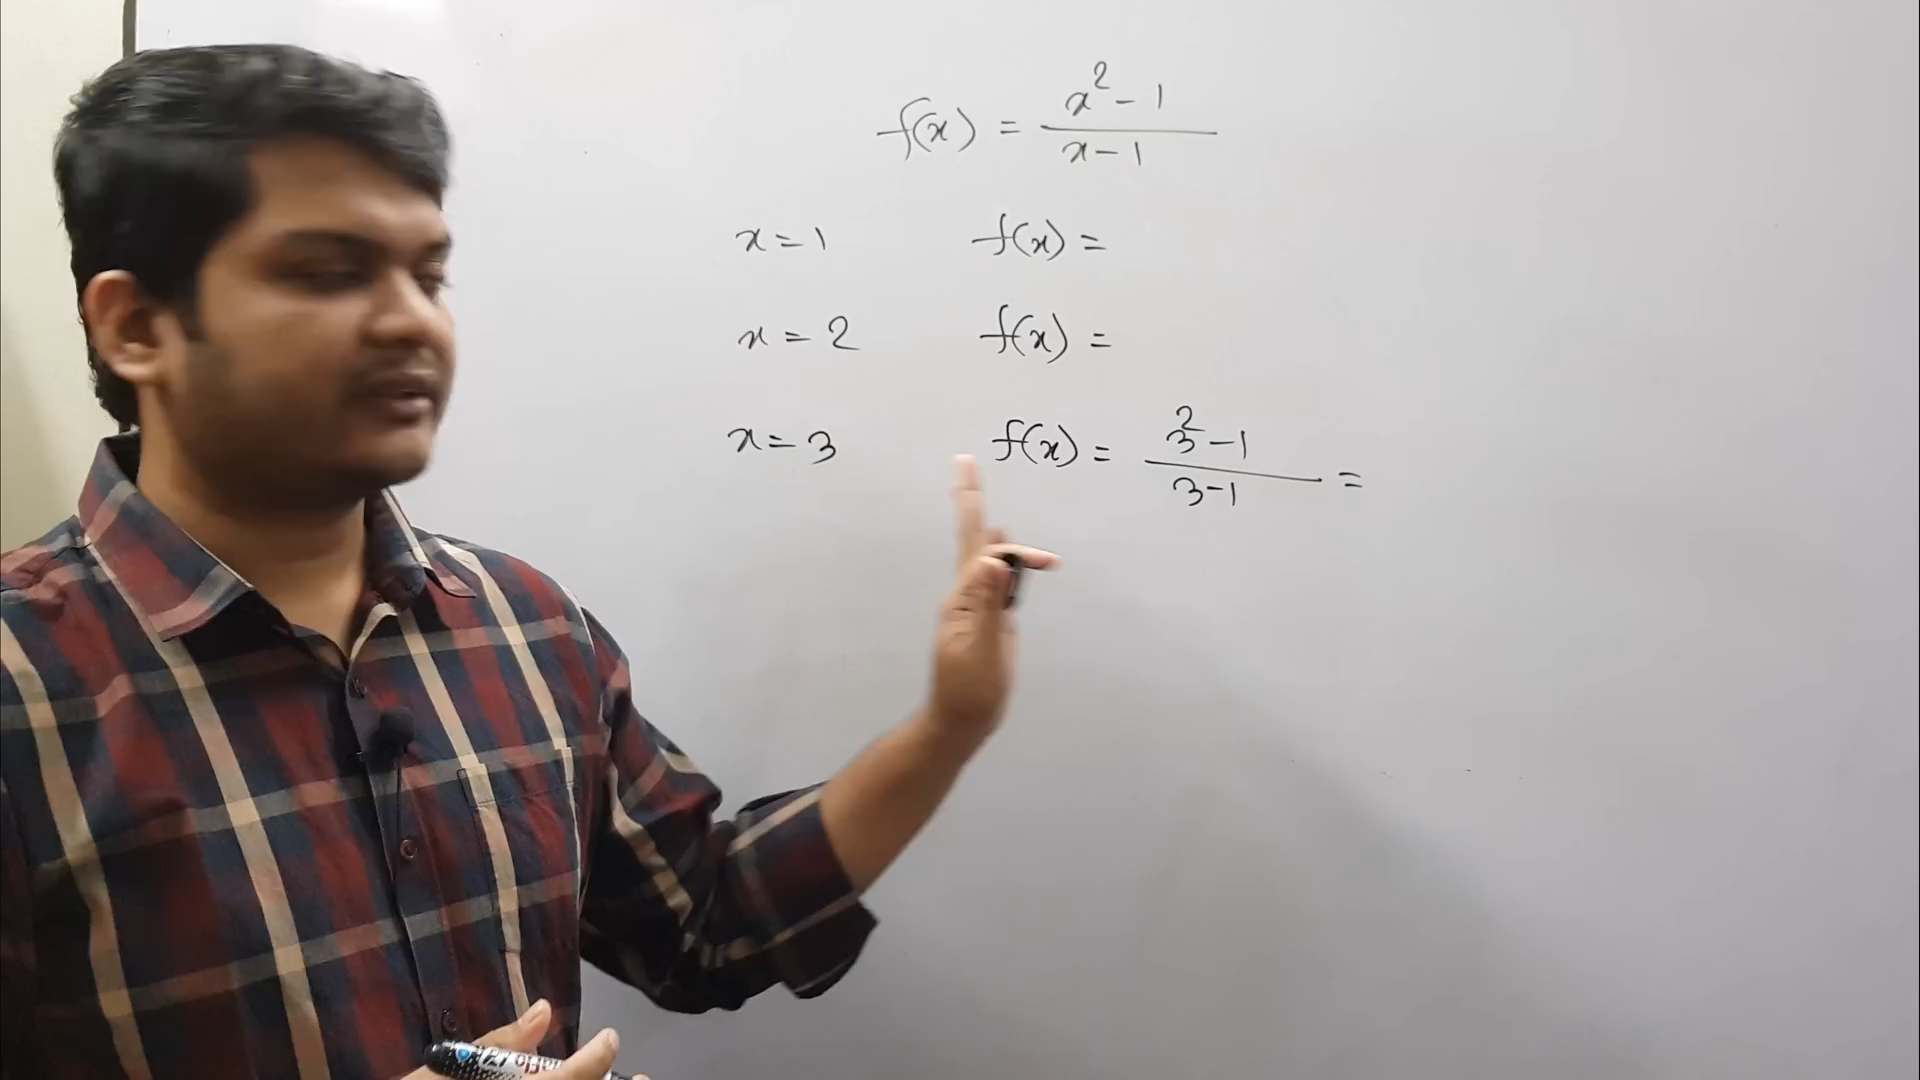 f(x) = (x² - 1)/(x - 1)
x = 1 f(x) =
x = 2 f(x) =
x = 3 f(x) = (3² - 1)/(3 - 1) =